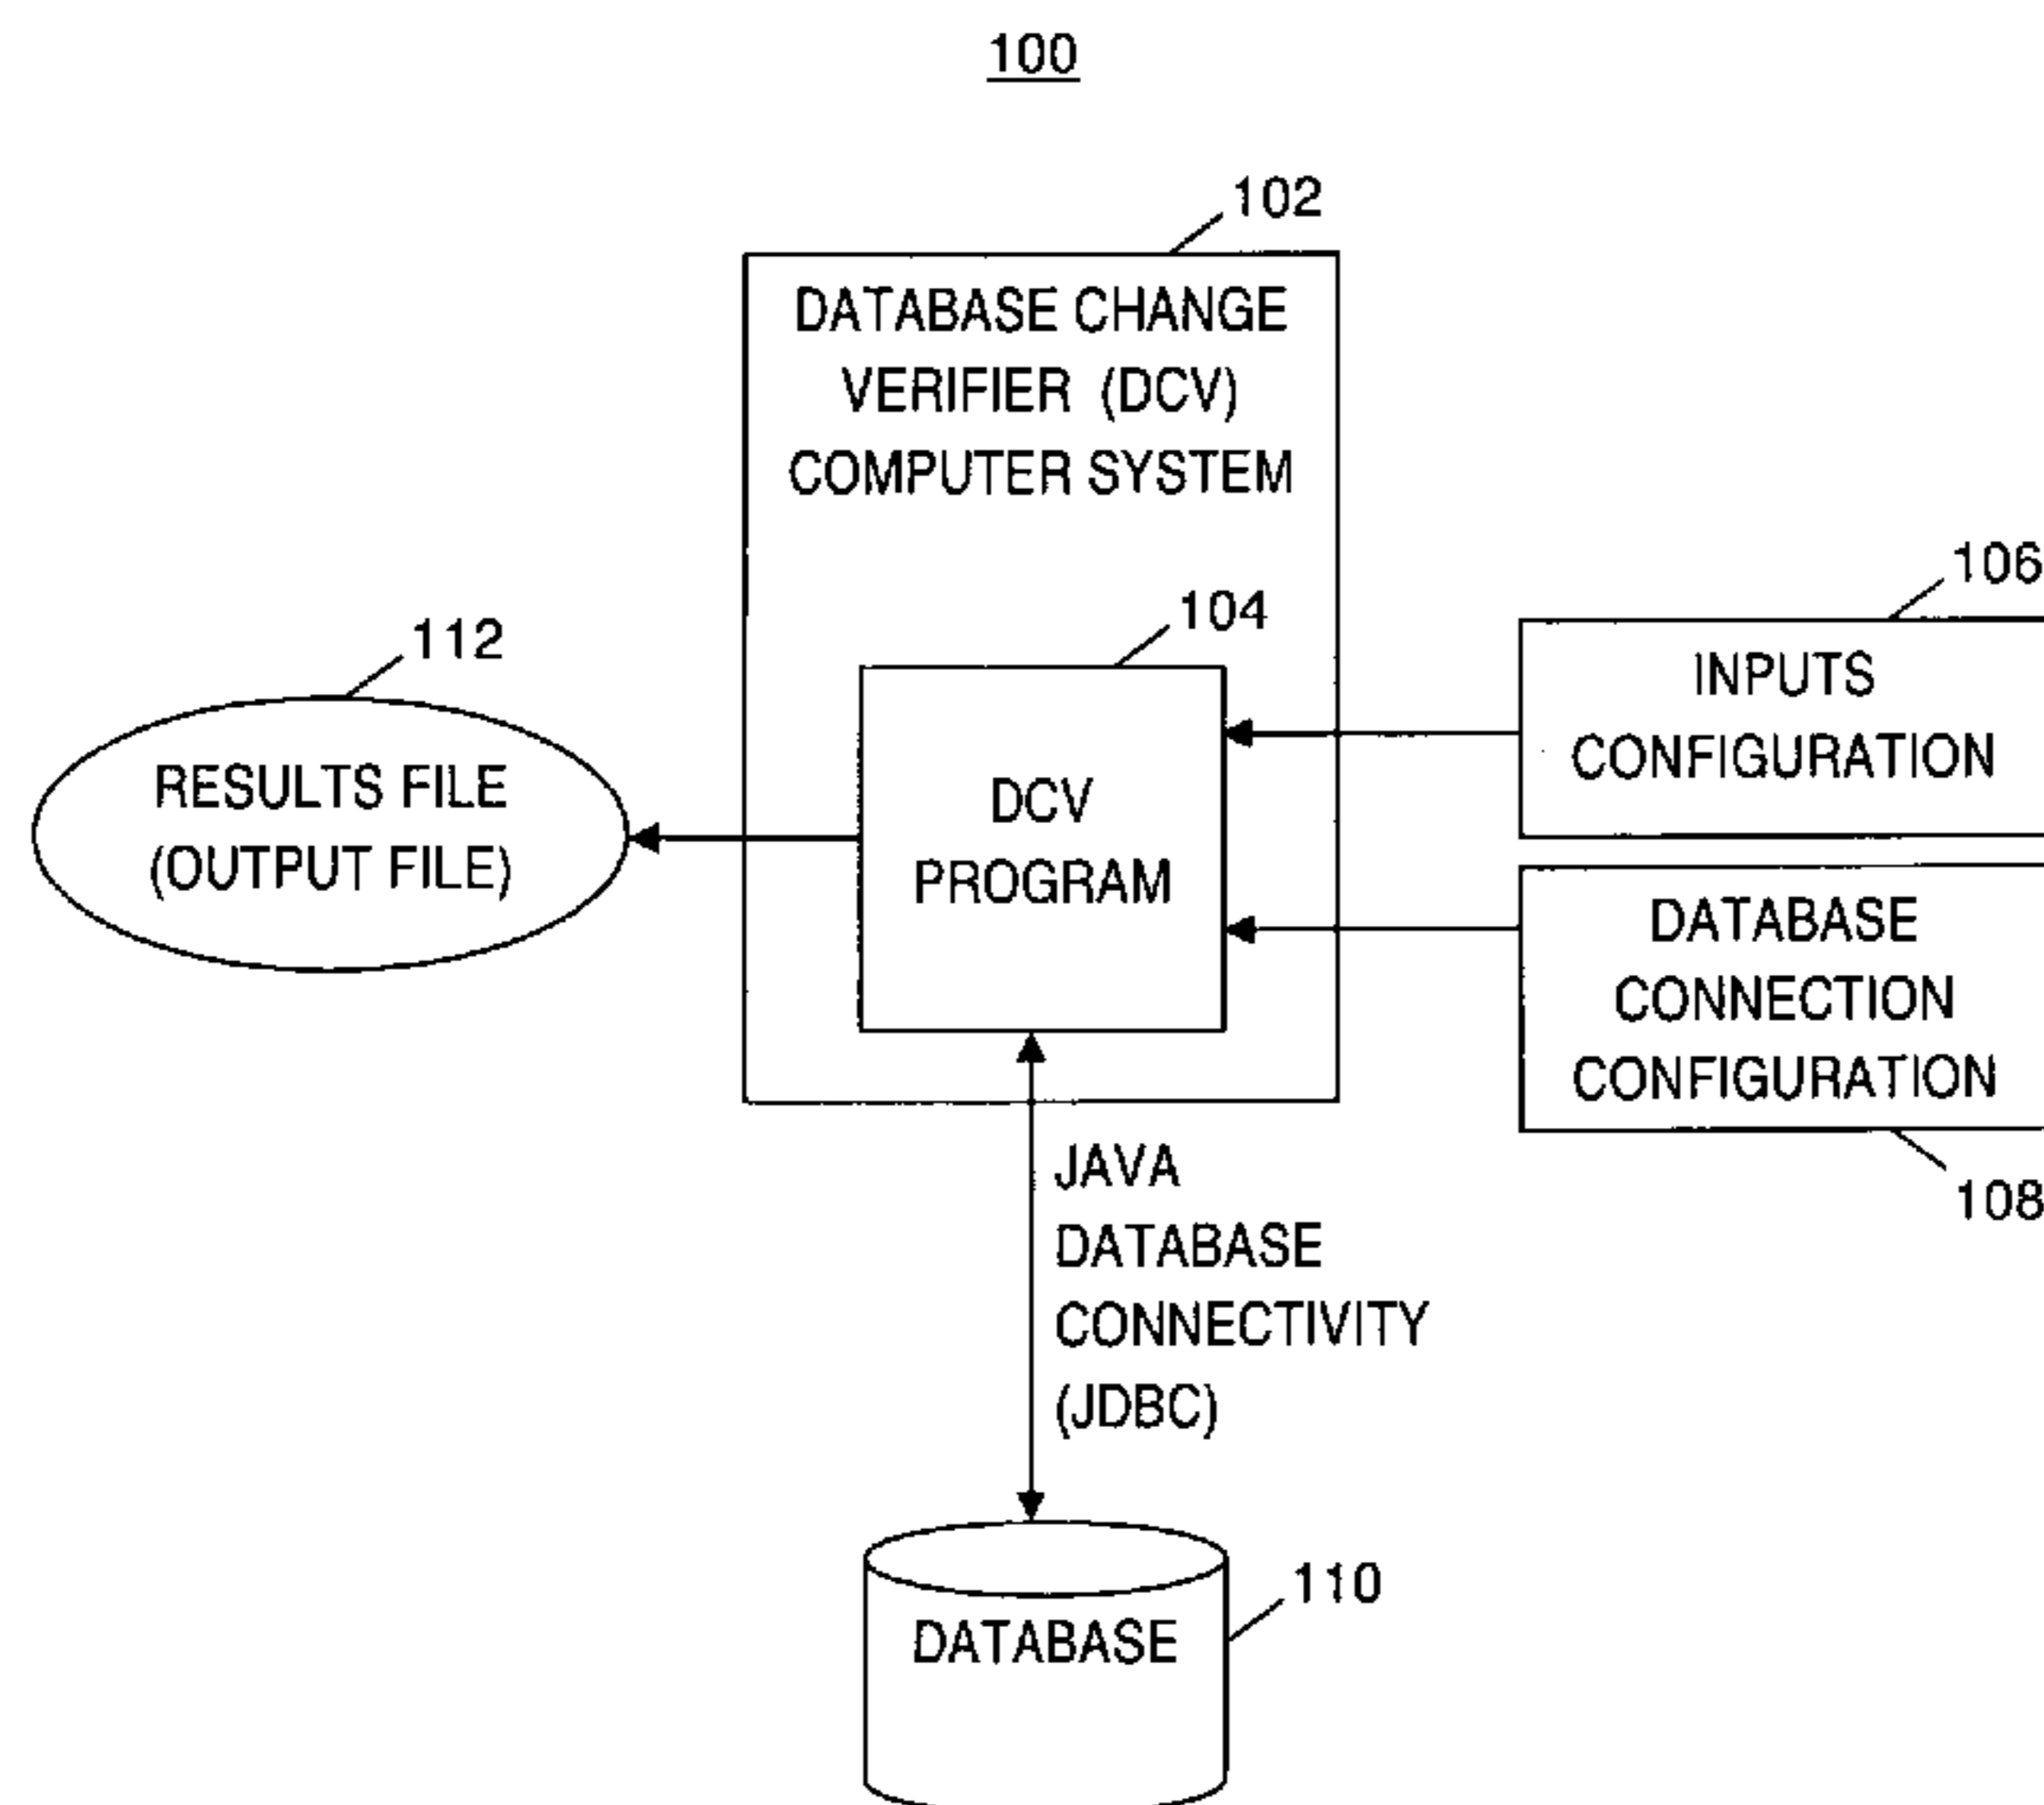 100
102
DATABASE CHANGE
VERIFIER (DCV)
COMPUTER SYSTEM
106
104
INPUTS
CONFIGURATION
112
RESULTS FILE
(OUTPUT FILE)
DCV
PROGRAM
DATABASE
CONNECTION
CONFIGURATION
108
JAVA
DATABASE
CONNECTIVITY
(JDBC)
110
DATABASE